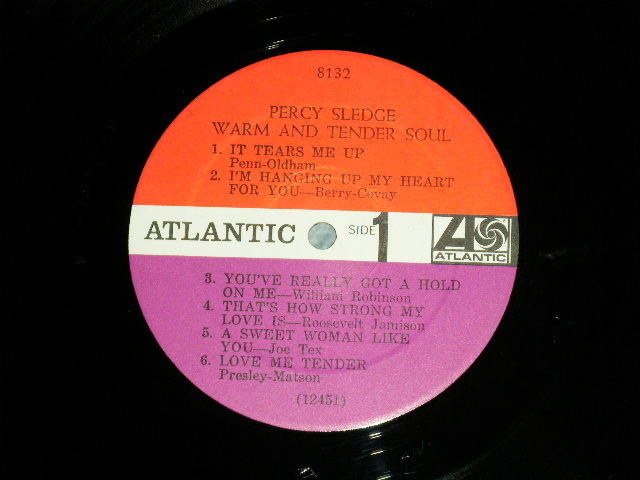 8132
PERCY SLEDGE
WARM AND TENDER SOUL
1. IT TEARS ME UP
Penn-Oldham
2. I'M HANGING UP MY HEART
FOR YOU—Berry-Covay
ATLANTIC SIDE 1
ATLANTIC
3. YOU'VE REALLY GOT A HOLD
ON ME—William Robinson
4. THAT'S HOW STRONG MY
LOVE IS—Roosevelt Jamison
5. A SWEET WOMAN LIKE
YOU—Joe Tex
6. LOVE ME TENDER
Presley-Matson
(12451)